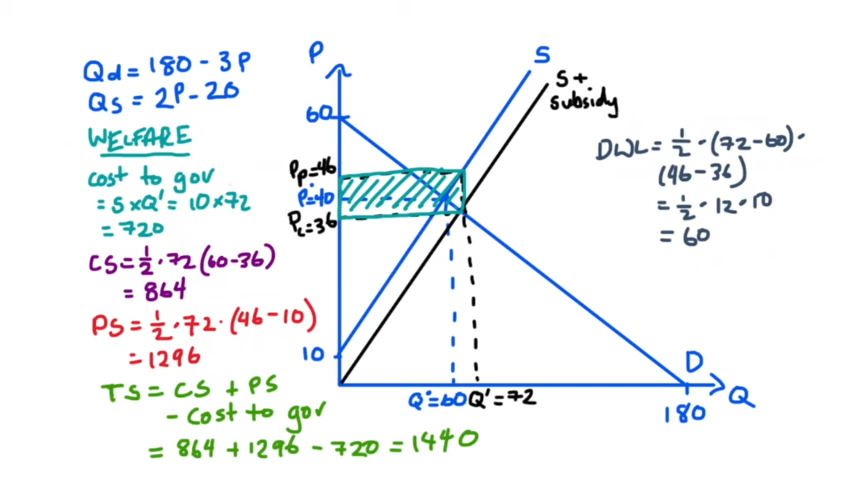 Qd = 180 - 3P
Qs = 2P - 20
WELFARE
cost to gov
= s × Q' = 10 × 72
= 720
CS = 1/2 · 72 (60 - 36)
= 864
PS = 1/2 · 72 · (46 - 10)
= 1296
TS = CS + PS
- cost to gov
= 864 + 1296 - 720 = 1440
P
60
Pp = 46
P* = 40
Pc = 36
10
S
S +
subsidy
D
Q* = 60 Q' = 72
180
Q
DWL = 1/2 · (72 - 60) ·
(46 - 36)
= 1/2 · 12 · 10
= 60